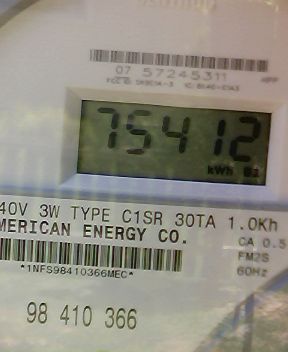 07 57245311
75412
kWh
40V 3W TYPE C1SR 30TA 1.0Kh
MERICAN ENERGY CO.
CA 0.5
FM2S
*1NFS98410366MEC*
60Hz
98 410 366